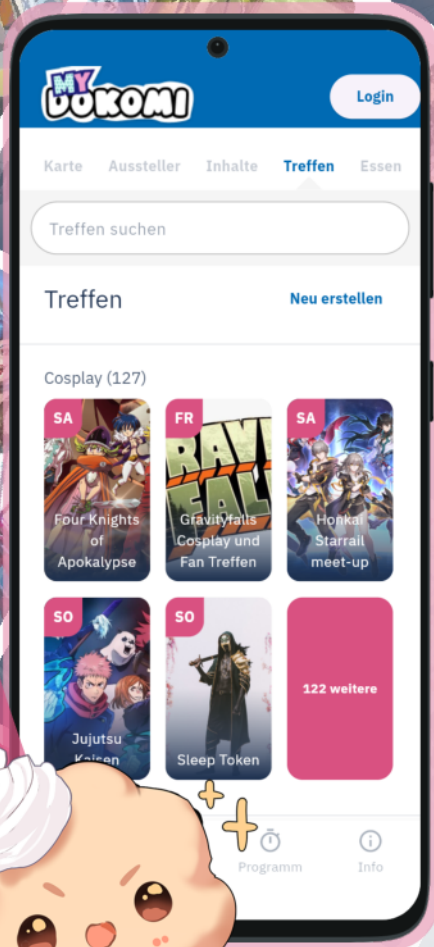 MY
DOKOMI
Login
Karte Aussteller Inhalte Treffen Essen
Treffen suchen
Treffen
Neu erstellen
Cosplay (127)
SA
Four Knights
of
Apokalypse
FR
Gravityfalls
Cosplay und
Fan Treffen
SA
Honkai
Starrail
meet-up
SO
Jujutsu
Kaisen
SO
Sleep Token
122 weitere
Programm
Info